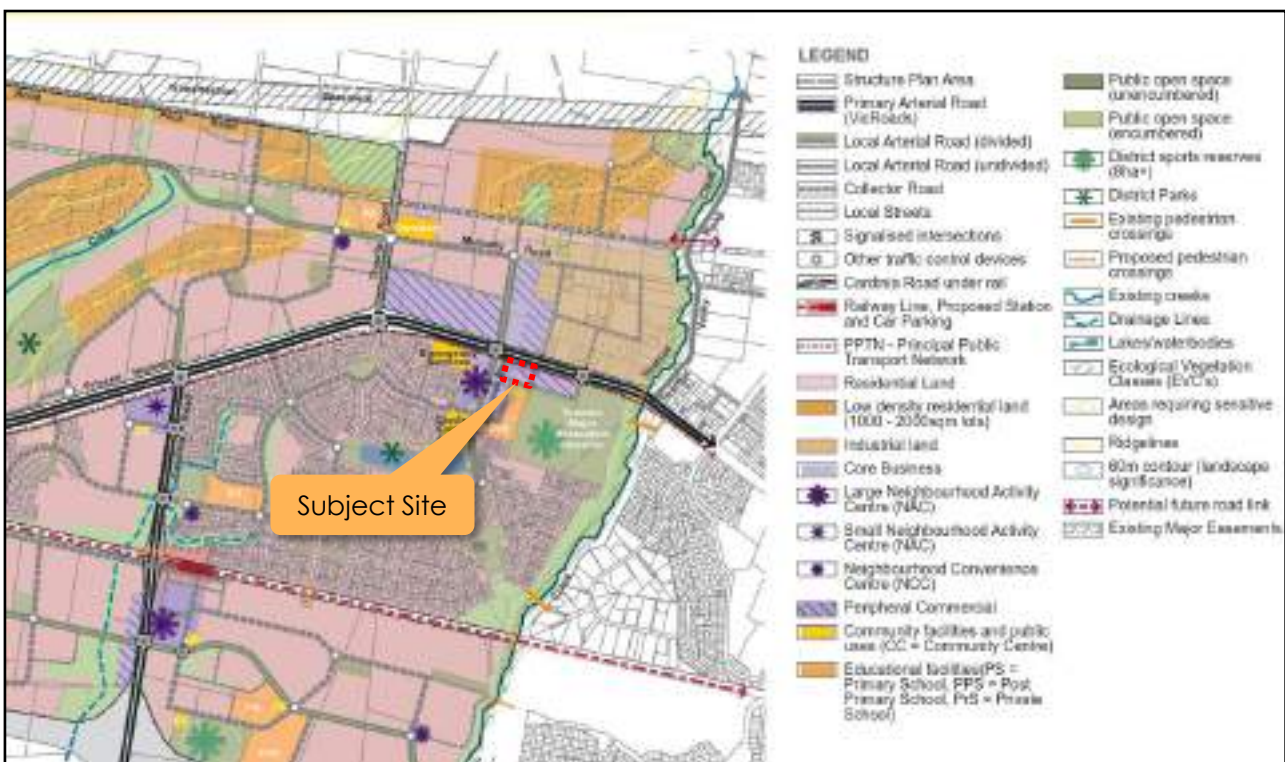 LEGEND
Structure Plan Area
Primary Arterial Road
(VicRoads)
Local Arterial Road (divided)
Local Arterial Road (undivided)
Collector Road
Local Streets
Signalised intersections
Other traffic control devices
Cardinia Road under rail
Railway Line, Proposed Station
and Car Parking
PPTN - Principal Public
Transport Network
Residential Land
Low density residential land
(1000 - 2000sqm lots)
Industrial land
Core Business
Large Neighbourhood Activity
Centre (NAC)
Small Neighbourhood Activity
Centre (NAC)
Neighbourhood Convenience
Centre (NCC)
Peripheral Commercial
Community facilities and public
uses (CC = Community Centre)
Educational facilities(PS =
Primary School, PPS = Post
Primary School, PrS = Private
School)
Public open space
(unencumbered)
Public open space
(encumbered)
District sports reserves
(8ha+)
District Parks
Existing pedestrian
crossings
Proposed pedestrian
crossings
Existing creeks
Drainage Lines
Lakes/waterbodies
Ecological Vegetation
Classes (EVC's)
Areas requiring sensitive
design
Ridgelines
60m contour (landscape
significance)
Potential future road link
Existing Major Easements
Subject Site